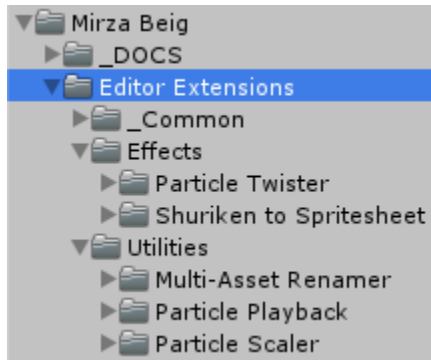 Mirza Beig
_DOCS
Editor Extensions
_Common
Effects
Particle Twister
Shuriken to Spritesheet
Utilities
Multi-Asset Renamer
Particle Playback
Particle Scaler